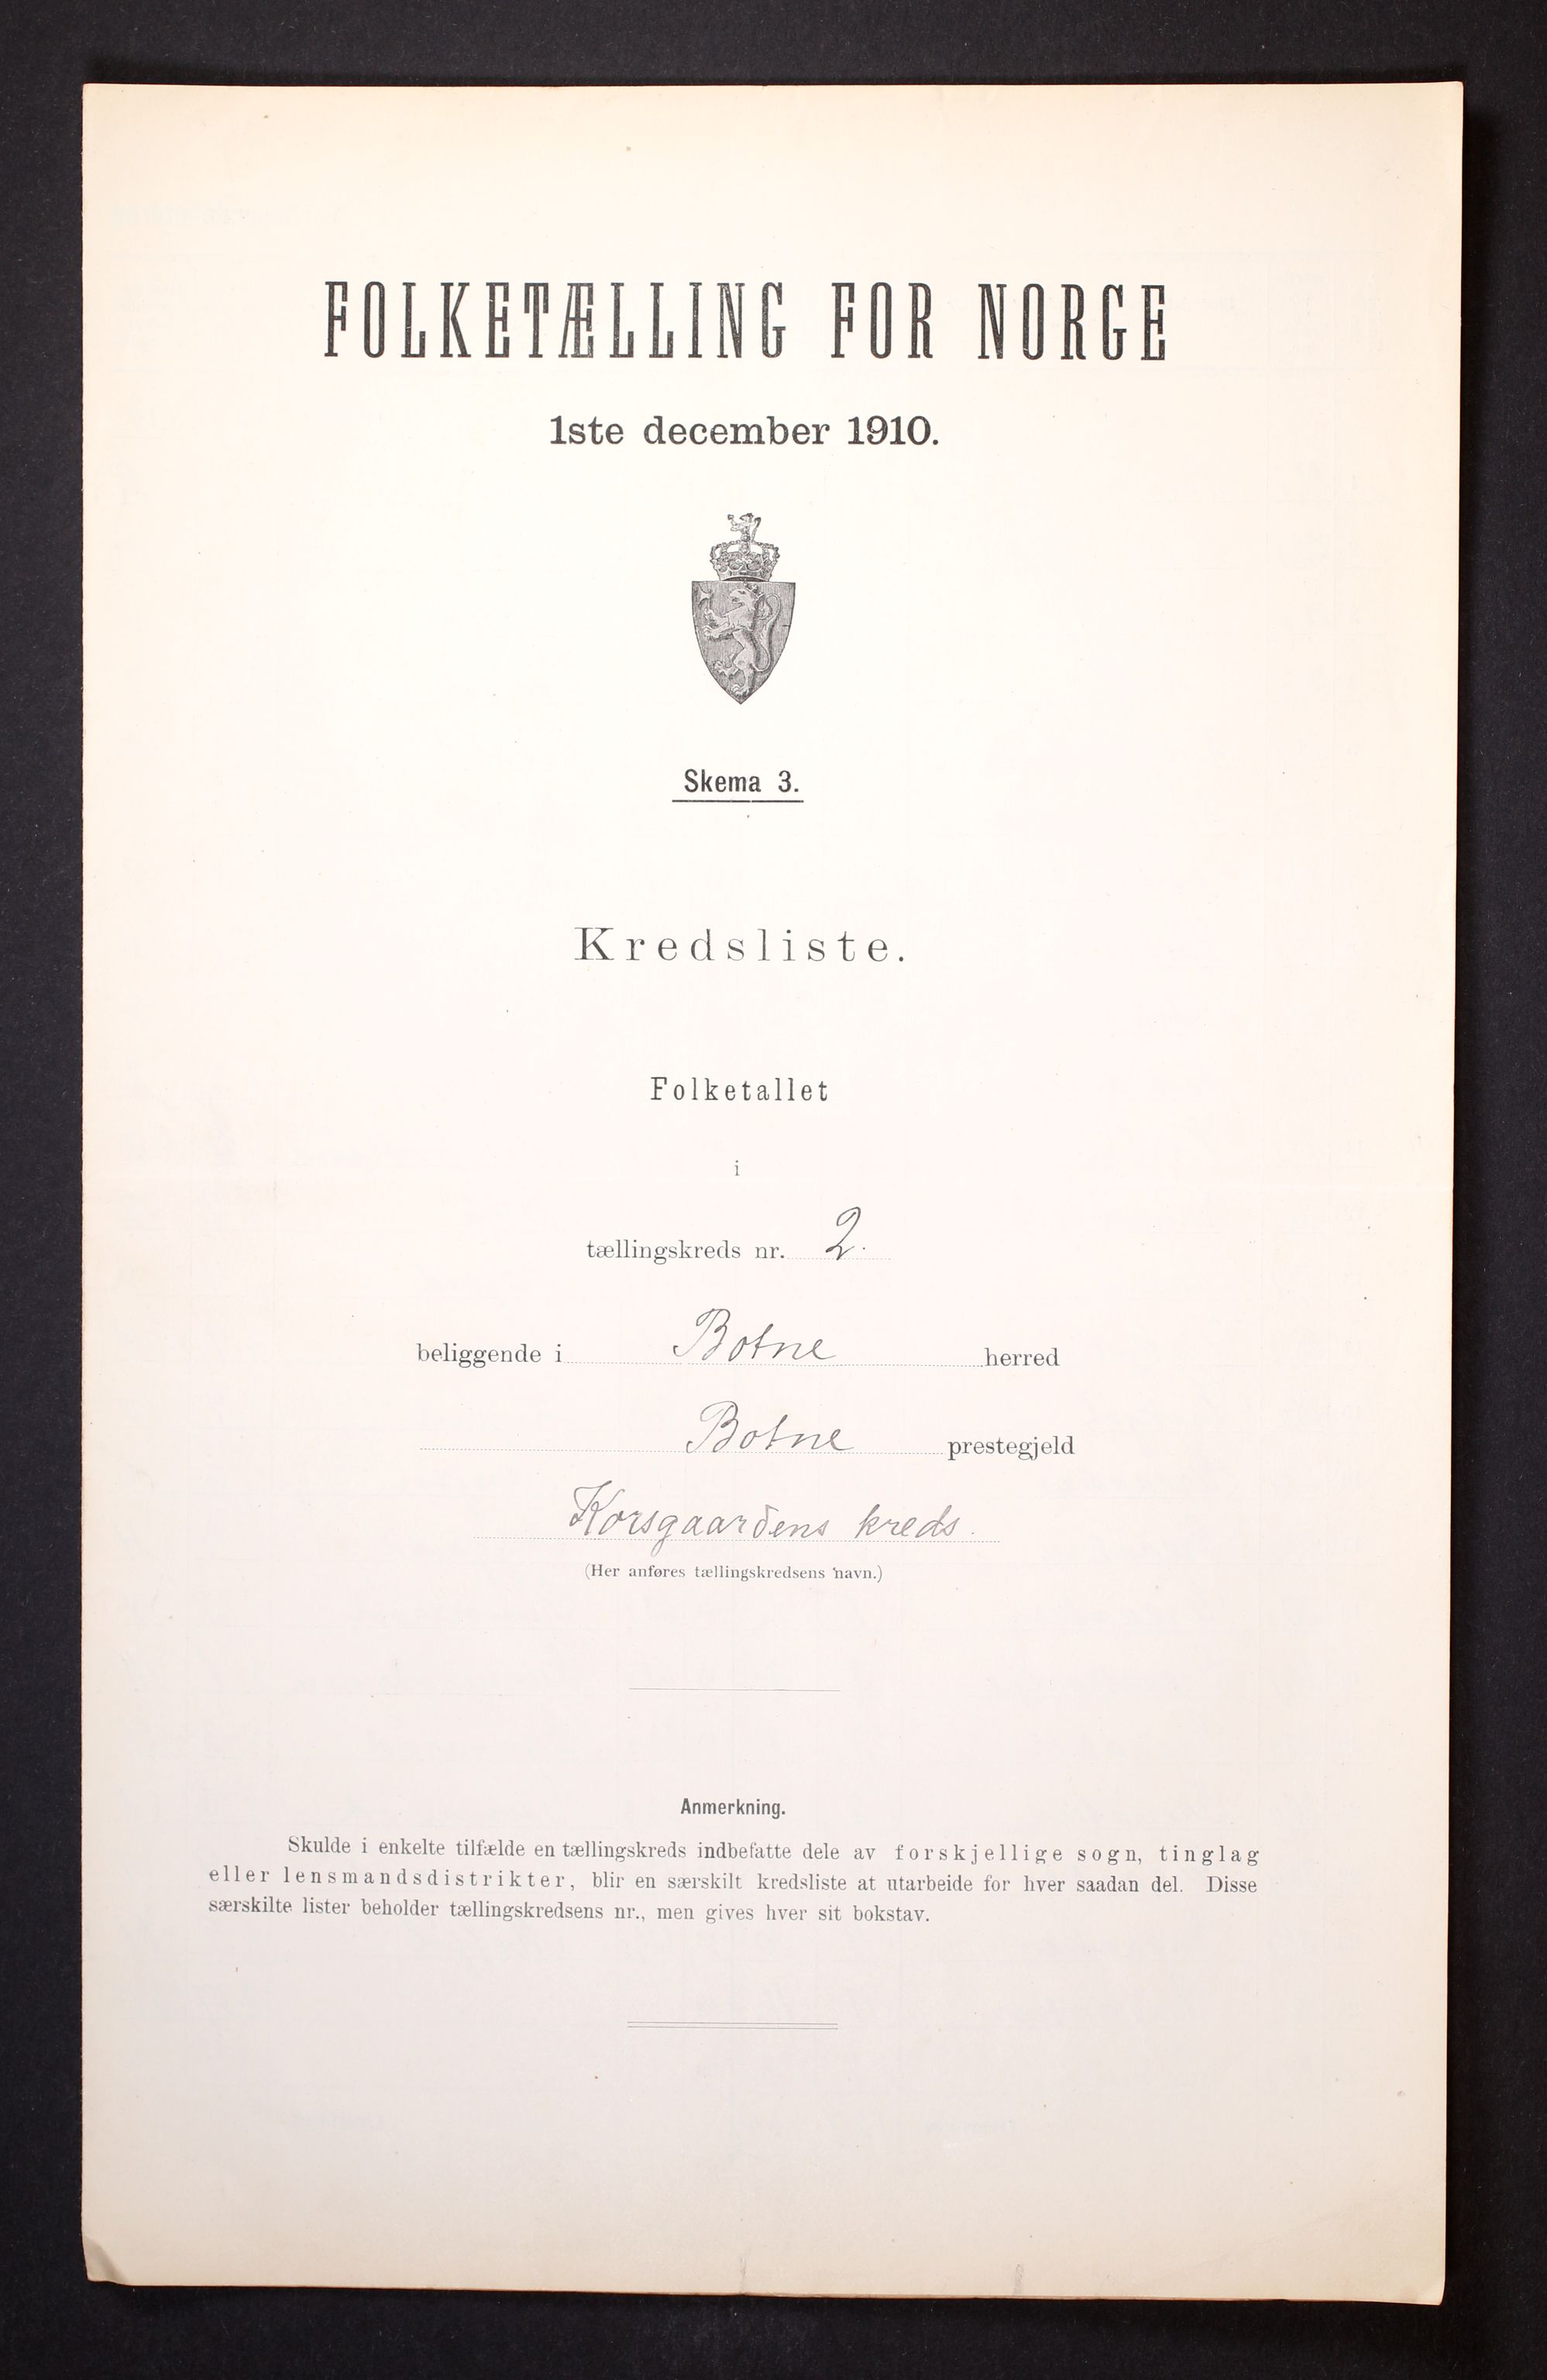 FOLKETÆLLING FOR NORGE
1ste december 1910.
Skema 3.
Kredsliste.
Folketallet
i
tællingskreds nr. 2.
beliggende i Botne herred
Botne prestegjeld
Korsgaardens kreds.
(Her anføres tællingskredsens navn.)
Anmerkning.
Skulde i enkelte tilfælde en tællingskreds indbefatte dele av forskjellige sogn, tinglag
eller lensmandsdistrikter, blir en særskilt kredsliste at utarbeide for hver saadan del. Disse
særskilte lister beholder tællingskredsens nr., men gives hver sit bokstav.